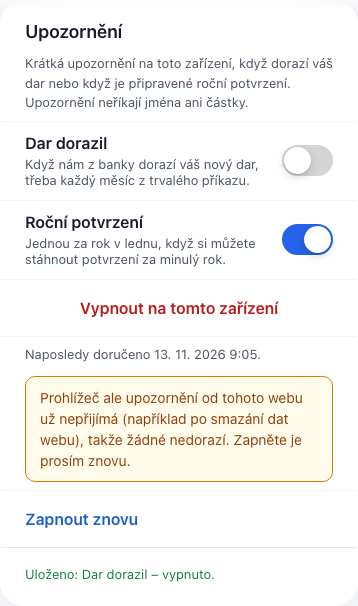 Upozornění
Krátká upozornění na toto zařízení, když dorazí váš
dar nebo když je připravené roční potvrzení.
Upozornění neříkají jména ani částky.
Dar dorazil
Když nám z banky dorazí váš nový dar,
třeba každý měsíc z trvalého příkazu.
Roční potvrzení
Jednou za rok v lednu, když si můžete
stáhnout potvrzení za minulý rok.
Vypnout na tomto zařízení
Naposledy doručeno 13. 11. 2026 9:05.
Prohlížeč ale upozornění od tohoto webu
už nepřijímá (například po smazání dat
webu), takže žádné nedorazí. Zapněte je
prosím znovu.
Zapnout znovu
Uloženo: Dar dorazil – vypnuto.